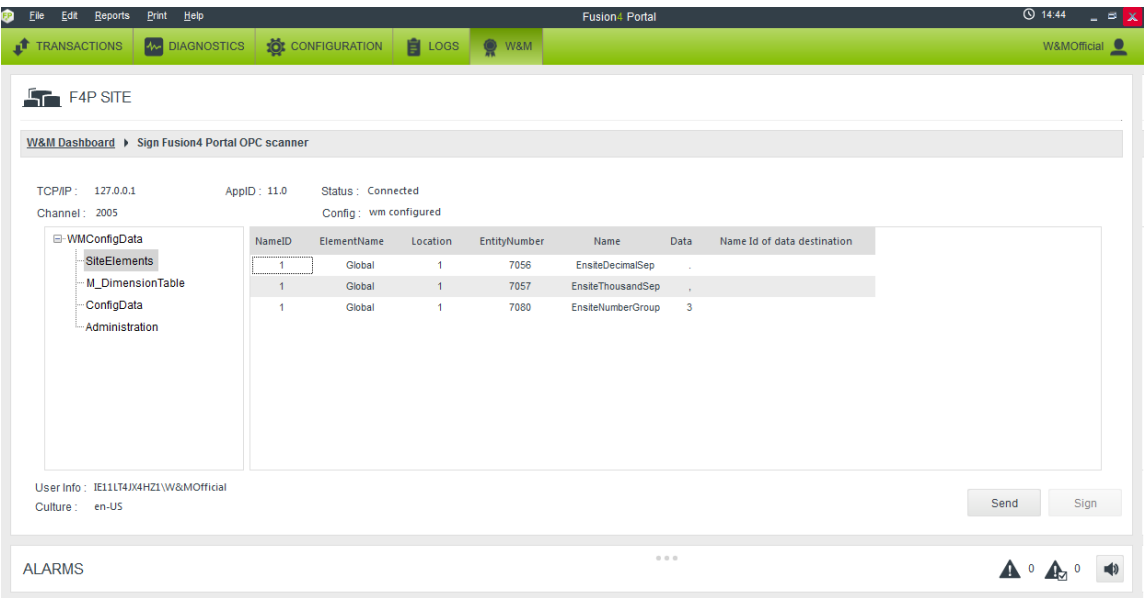 FP File Edit Reports Print Help Fusion4 Portal 14:44
TRANSACTIONS DIAGNOSTICS CONFIGURATION LOGS W&M W&MOfficial
F4P SITE
W&M Dashboard Sign Fusion4 Portal OPC scanner
TCP/IP : 127.0.0.1 AppID : 11.0 Status : Connected
Channel : 2005 Config : wm configured
WMConfigData
SiteElements
M_DimensionTable
ConfigData
Administration
NameID ElementName Location EntityNumber Name Data Name Id of data destination
1 Global 1 7056 EnsiteDecimalSep .
1 Global 1 7057 EnsiteThousandSep ,
1 Global 1 7080 EnsiteNumberGroup 3
User Info : IE11LT4JX4HZ1\W&MOfficial
Culture : en-US
Send Sign
ALARMS 0 0